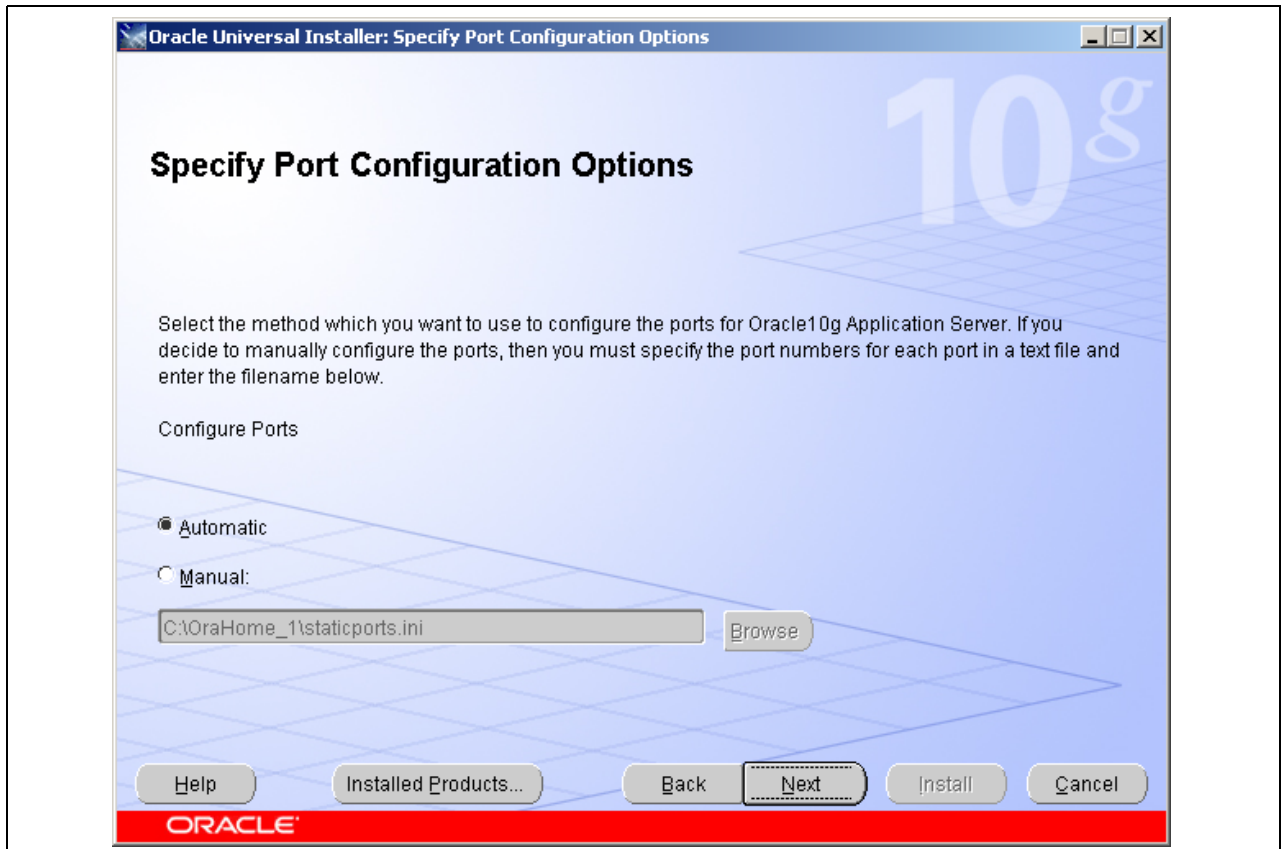 Oracle Universal Installer: Specify Port Configuration Options
10g
Specify Port Configuration Options
Select the method which you want to use to configure the ports for Oracle10g Application Server. If you
decide to manually configure the ports, then you must specify the port numbers for each port in a text file and
enter the filename below.
Configure Ports
Automatic
Manual:
C:\OraHome_1\staticports.ini
Browse
Help
Installed Products...
Back
Next
Install
Cancel
ORACLE